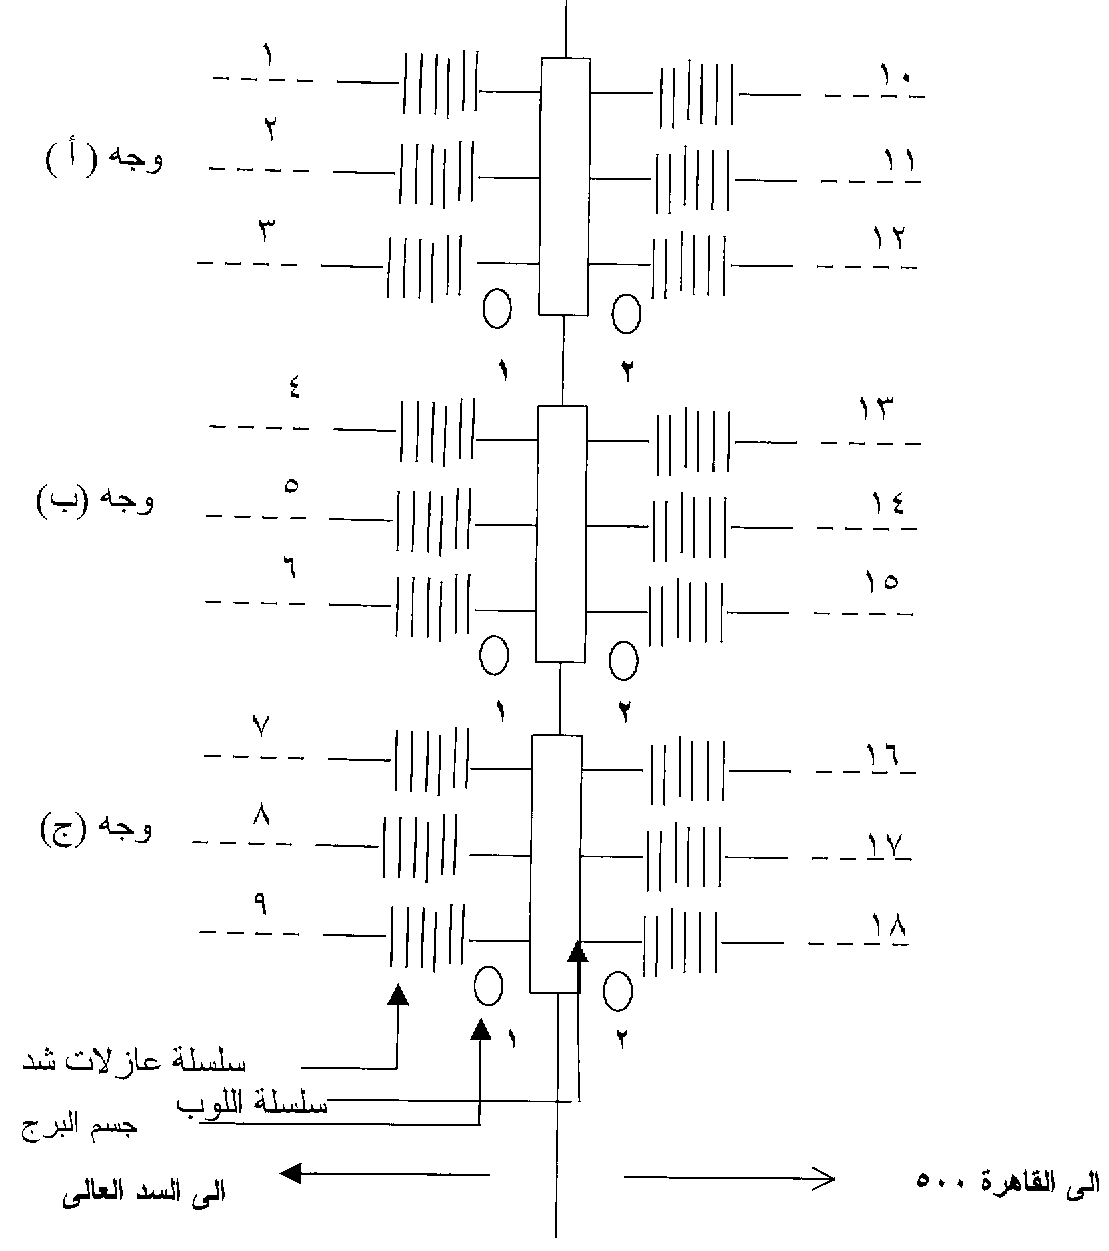 ١ ١٠
٢ ١١
وجه (أ)
٣ ١٢
١ ٢
٤ ١٣
٥ ١٤
وجه (ب)
٦ ١٥
١ ٢
٧ ١٦
٨ ١٧
وجه (ج)
٩ ١٨
١ ٢
سلسلة عازلات شد
سلسلة اللوب
جسم البرج
الى القاهرة ٥٠٠
الى السد العالى